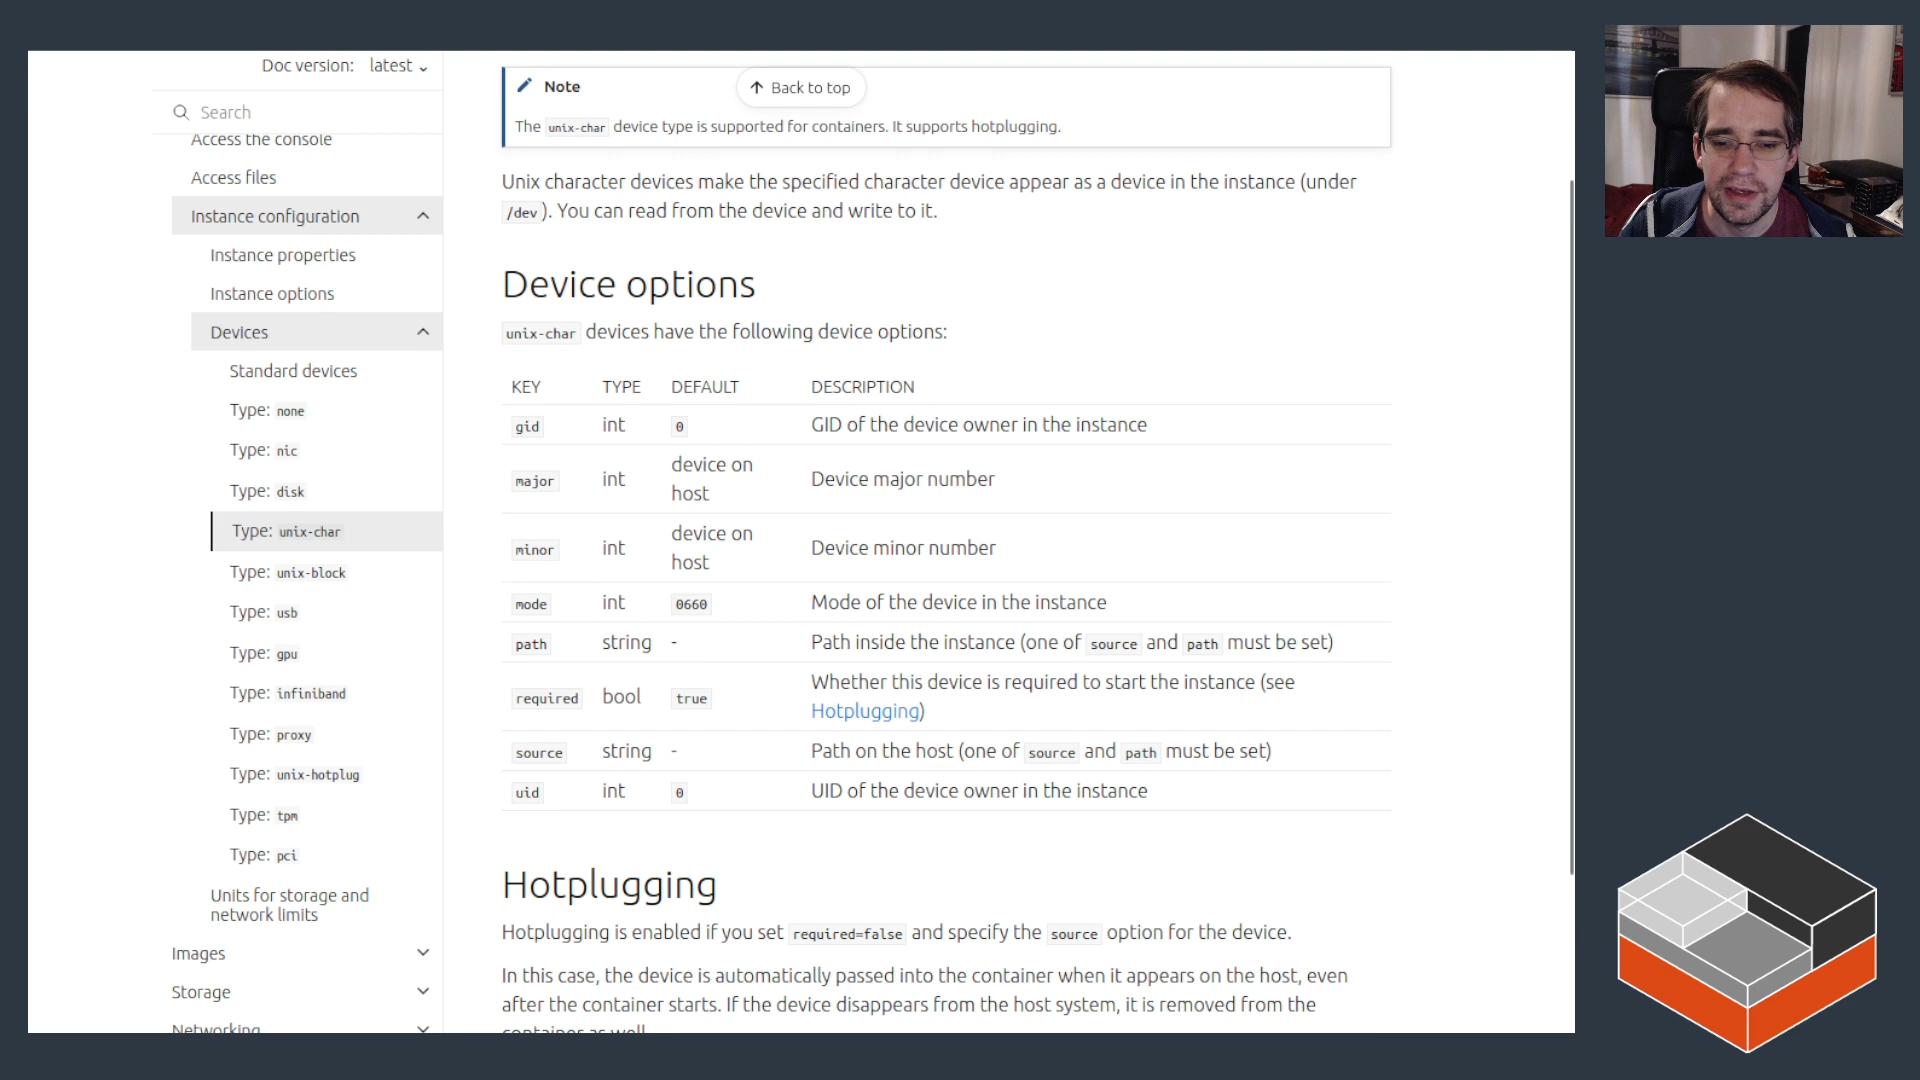 Doc version: latest
Search
Access the console
Access files
Instance configuration
Instance properties
Instance options
Devices
Standard devices
Type: none
Type: nic
Type: disk
Type: unix-char
Type: unix-block
Type: usb
Type: gpu
Type: infiniband
Type: proxy
Type: unix-hotplug
Type: tpm
Type: pci
Units for storage and
network limits
Images
Storage
Networking
Note
Back to top
The unix-char device type is supported for containers. It supports hotplugging.
Unix character devices make the specified character device appear as a device in the instance (under
/dev). You can read from the device and write to it.
Device options
unix-char devices have the following device options:
KEY TYPE DEFAULT DESCRIPTION
gid int 0 GID of the device owner in the instance
major int device on host Device major number
minor int device on host Device minor number
mode int 0660 Mode of the device in the instance
path string - Path inside the instance (one of source and path must be set)
required bool true Whether this device is required to start the instance (see
Hotplugging)
source string - Path on the host (one of source and path must be set)
uid int 0 UID of the device owner in the instance
Hotplugging
Hotplugging is enabled if you set required=false and specify the source option for the device.
In this case, the device is automatically passed into the container when it appears on the host, even
after the container starts. If the device disappears from the host system, it is removed from the
container as well.